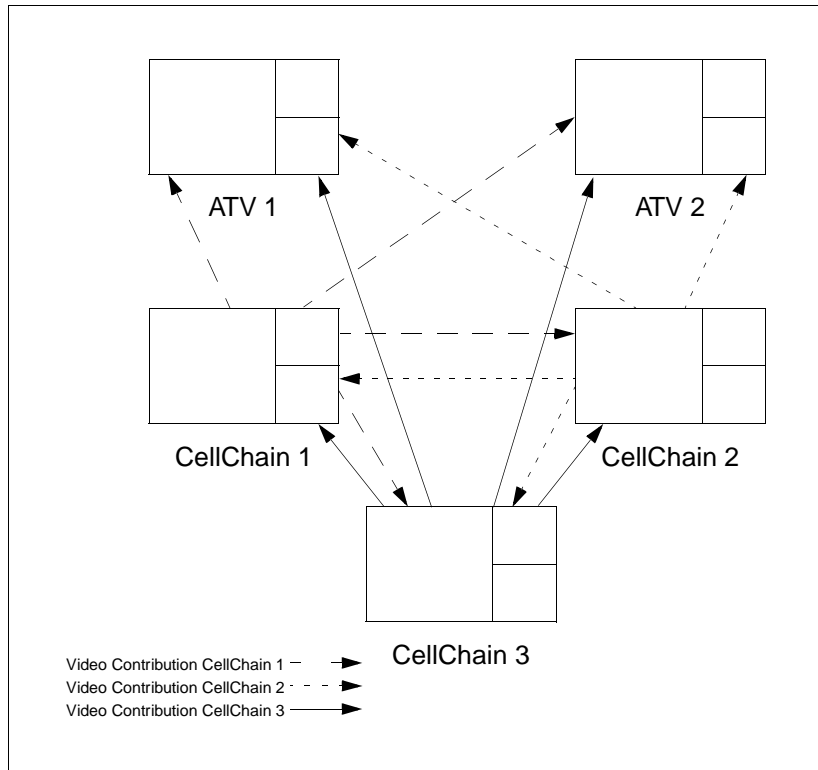 ATV 1
ATV 2
CellChain 1
CellChain 2
CellChain 3
Video Contribution CellChain 1
Video Contribution CellChain 2
Video Contribution CellChain 3